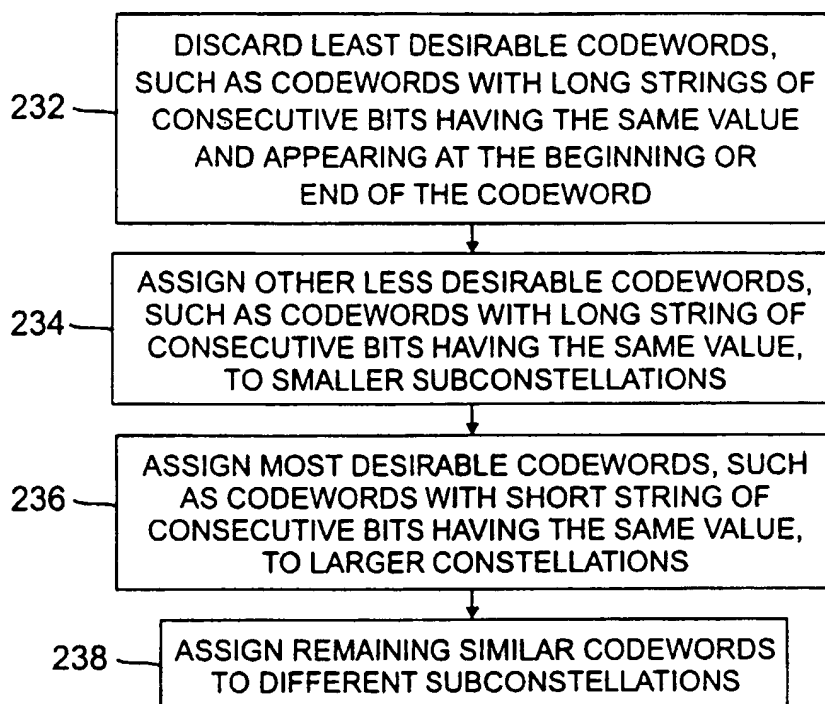 232
DISCARD LEAST DESIRABLE CODEWORDS,
SUCH AS CODEWORDS WITH LONG STRINGS OF
CONSECUTIVE BITS HAVING THE SAME VALUE
AND APPEARING AT THE BEGINNING OR
END OF THE CODEWORD
234
ASSIGN OTHER LESS DESIRABLE CODEWORDS,
SUCH AS CODEWORDS WITH LONG STRING OF
CONSECUTIVE BITS HAVING THE SAME VALUE,
TO SMALLER SUBCONSTELLATIONS
236
ASSIGN MOST DESIRABLE CODEWORDS, SUCH
AS CODEWORDS WITH SHORT STRING OF
CONSECUTIVE BITS HAVING THE SAME VALUE,
TO LARGER CONSTELLATIONS
238
ASSIGN REMAINING SIMILAR CODEWORDS
TO DIFFERENT SUBCONSTELLATIONS